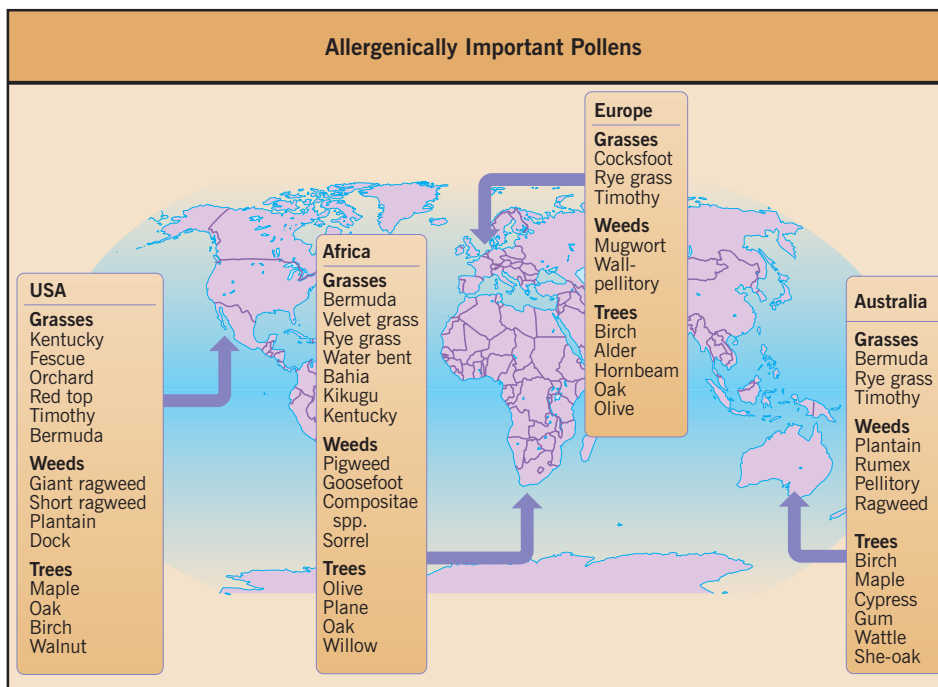 Allergenically Important Pollens
USA
Grasses
Kentucky
Fescue
Orchard
Red top
Timothy
Bermuda
Weeds
Giant ragweed
Short ragweed
Plantain
Dock
Trees
Maple
Oak
Birch
Walnut
Africa
Grasses
Bermuda
Velvet grass
Rye grass
Water bent
Bahia
Kikugu
Kentucky
Weeds
Pigweed
Goosefoot
Compositae
spp.
Sorrel
Trees
Olive
Plane
Oak
Willow
Europe
Grasses
Cocksfoot
Rye grass
Timothy
Weeds
Mugwort
Wall-
pellitory
Trees
Birch
Alder
Hornbeam
Oak
Olive
Australia
Grasses
Bermuda
Rye grass
Timothy
Weeds
Plantain
Rumex
Pellitory
Ragweed
Trees
Birch
Maple
Cypress
Gum
Wattle
She-oak